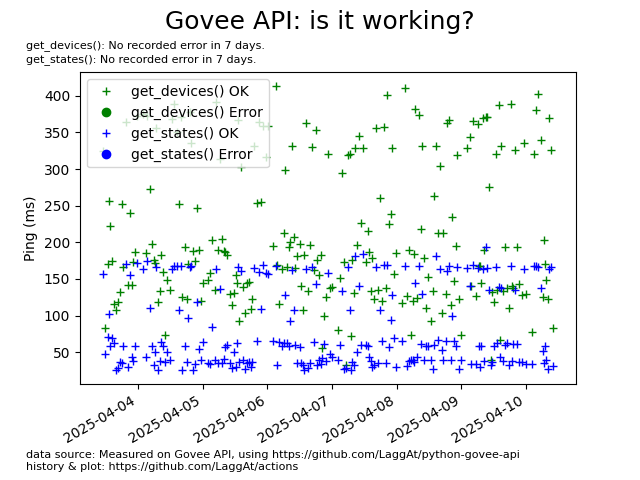 Govee API: is it working?
get_devices(): No recorded error in 7 days.
get_states(): No recorded error in 7 days.
get_devices() OK
get_devices() Error
get_states() OK
get_states() Error
Ping (ms)
400
350
300
250
200
150
100
50
2025-04-04
2025-04-05
2025-04-06
2025-04-07
2025-04-08
2025-04-09
2025-04-10
data source: Measured on Govee API, using https://github.com/LaggAt/python-govee-api
history & plot: https://github.com/LaggAt/actions